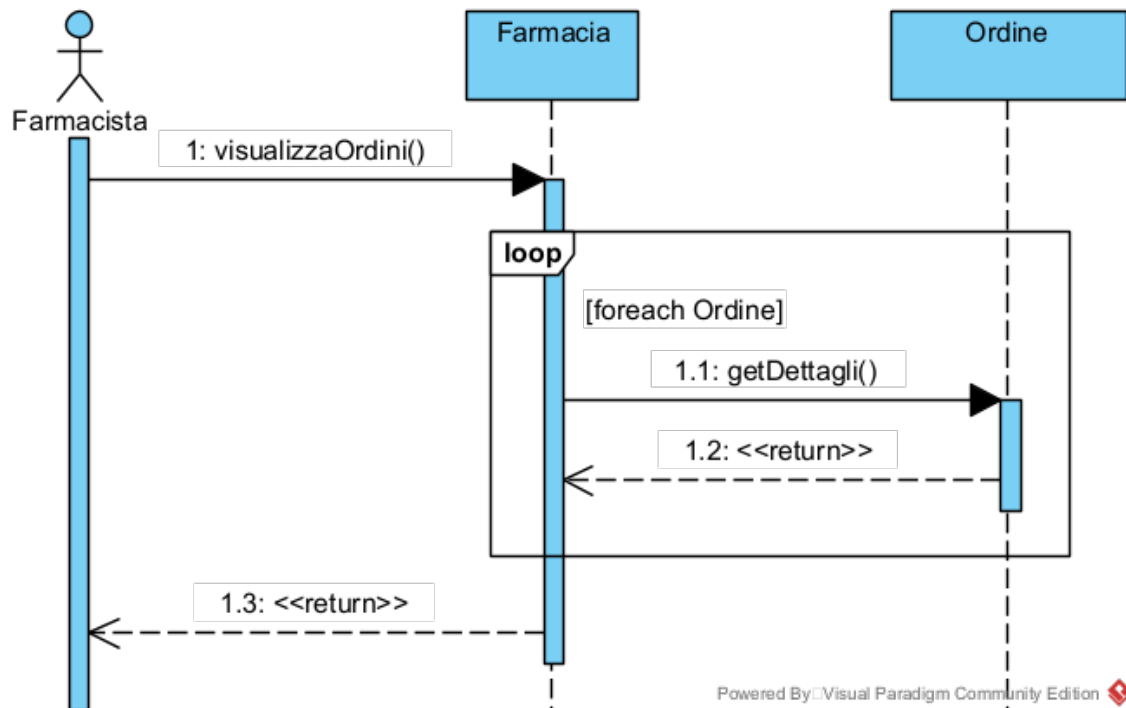 Farmacia
Ordine
Farmacista
1: visualizzaOrdini()
loop
[foreach Ordine]
1.1: getDettagli()
1.2: <<return>>
1.3: <<return>>
Powered By Visual Paradigm Community Edition